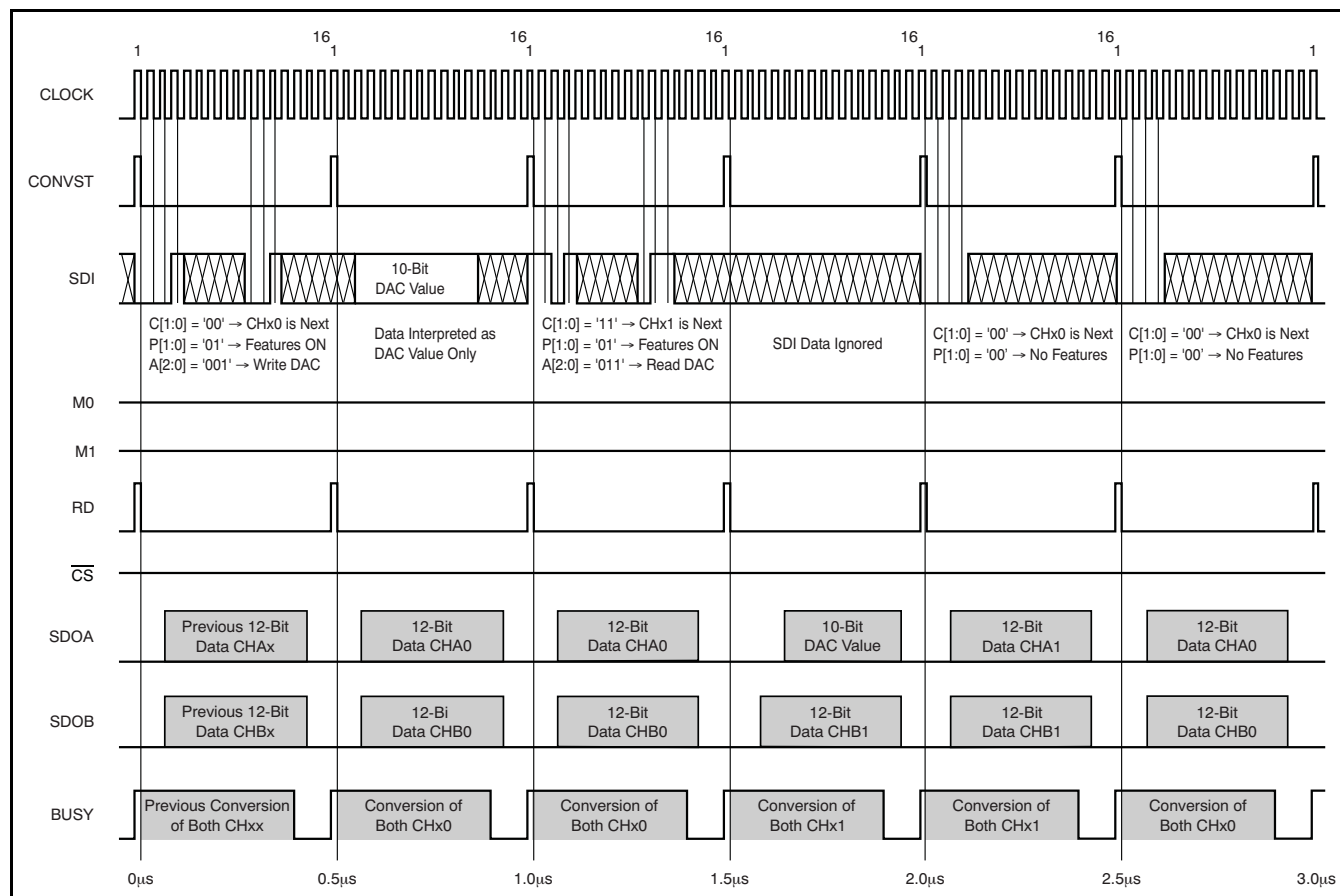 1 16 1 16 1 16 1 16 1 16 1 1
CLOCK
CONVST
SDI
10-Bit
DAC Value
C[1:0] = '00' → CHx0 is Next
P[1:0] = '01' → Features ON
A[2:0] = '001' → Write DAC
Data Interpreted as
DAC Value Only
C[1:0] = '11' → CHx1 is Next
P[1:0] = '01' → Features ON
A[2:0] = '011' → Read DAC
SDI Data Ignored
C[1:0] = '00' → CHx0 is Next
P[1:0] = '00' → No Features
C[1:0] = '00' → CHx0 is Next
P[1:0] = '00' → No Features
M0
M1
RD
CS
SDOA
Previous 12-Bit
Data CHAx
12-Bit
Data CHA0
12-Bit
Data CHA0
10-Bit
DAC Value
12-Bit
Data CHA1
12-Bit
Data CHA0
SDOB
Previous 12-Bit
Data CHBx
12-Bi
Data CHB0
12-Bit
Data CHB0
12-Bit
Data CHB1
12-Bit
Data CHB1
12-Bit
Data CHB0
BUSY
Previous Conversion
of Both CHxx
Conversion of
Both CHx0
Conversion of
Both CHx0
Conversion of
Both CHx1
Conversion of
Both CHx1
Conversion of
Both CHx0
0µs 0.5µs 1.0µs 1.5µs 2.0µs 2.5µs 3.0µs